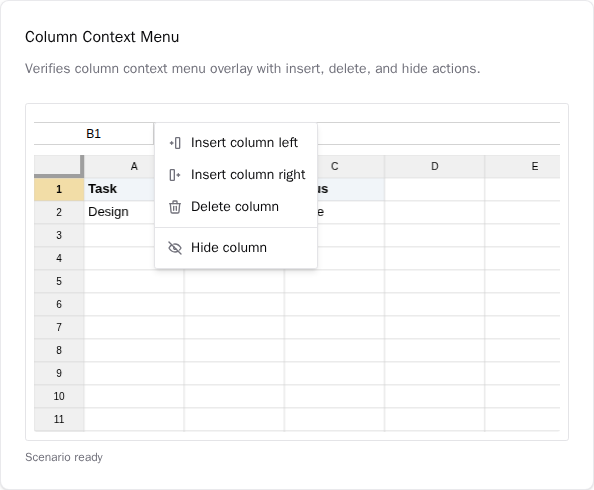 Column Context Menu
Verifies column context menu overlay with insert, delete, and hide actions.
B1
Insert column left
Insert column right
Delete column
Hide column
A C D E
1 Task
2 Design
3
4
5
6
7
8
9
10
11
Scenario ready